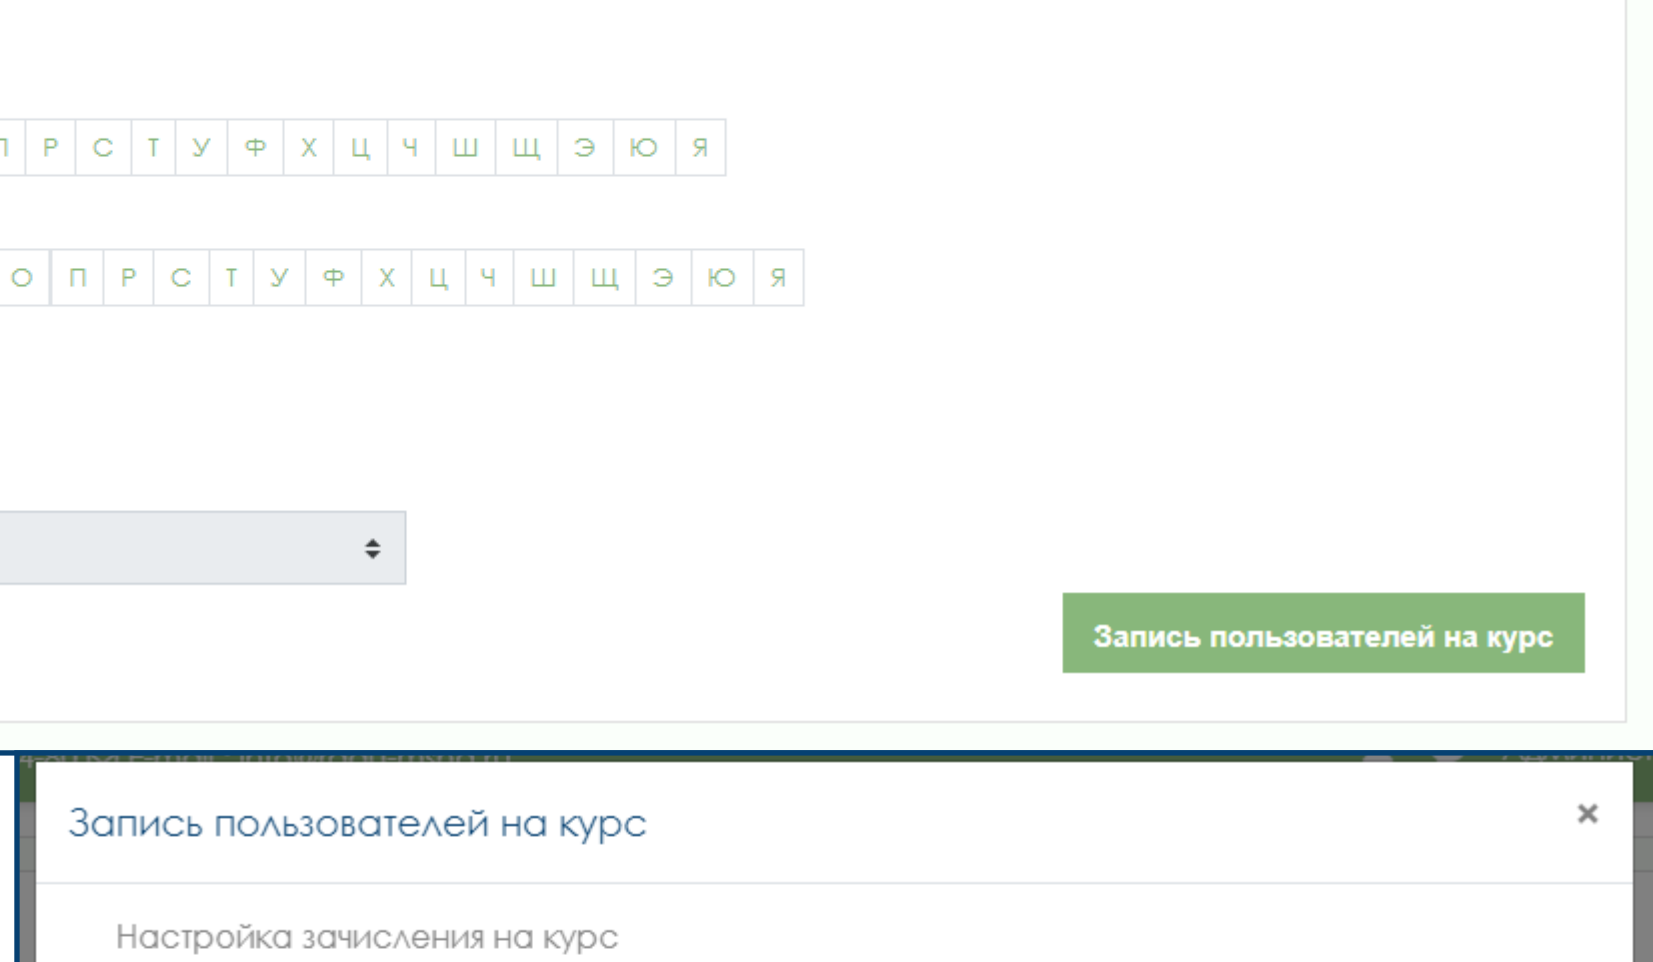 Р С Т У Ф Х Ц Ч Ш Щ Э Ю Я
О П Р С Т У Ф Х Ц Ч Ш Щ Э Ю Я
Запись пользователей на курс
Запись пользователей на курс ×
Настройка зачисления на курс